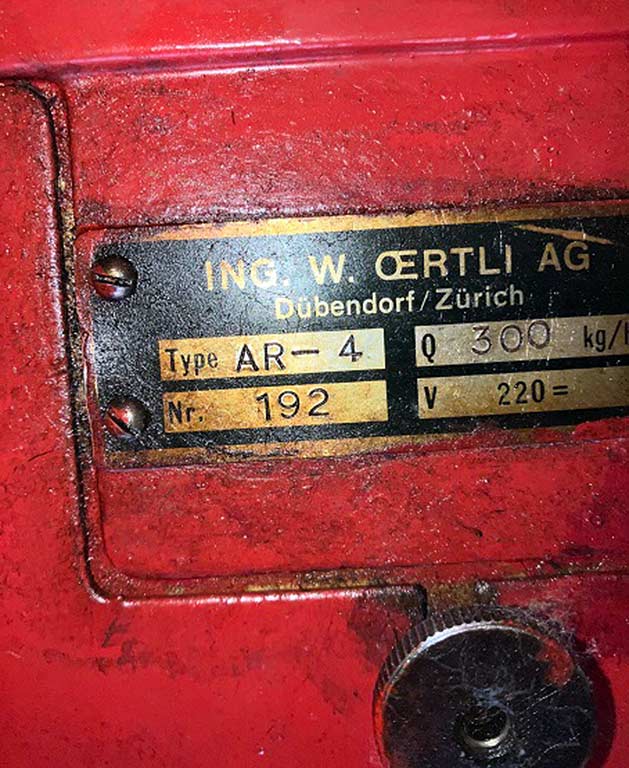 ING. W. ŒRTLI AG
Dübendorf/Zürich
Type AR-4 Q 300 kg/h
Nr. 192 V 220=